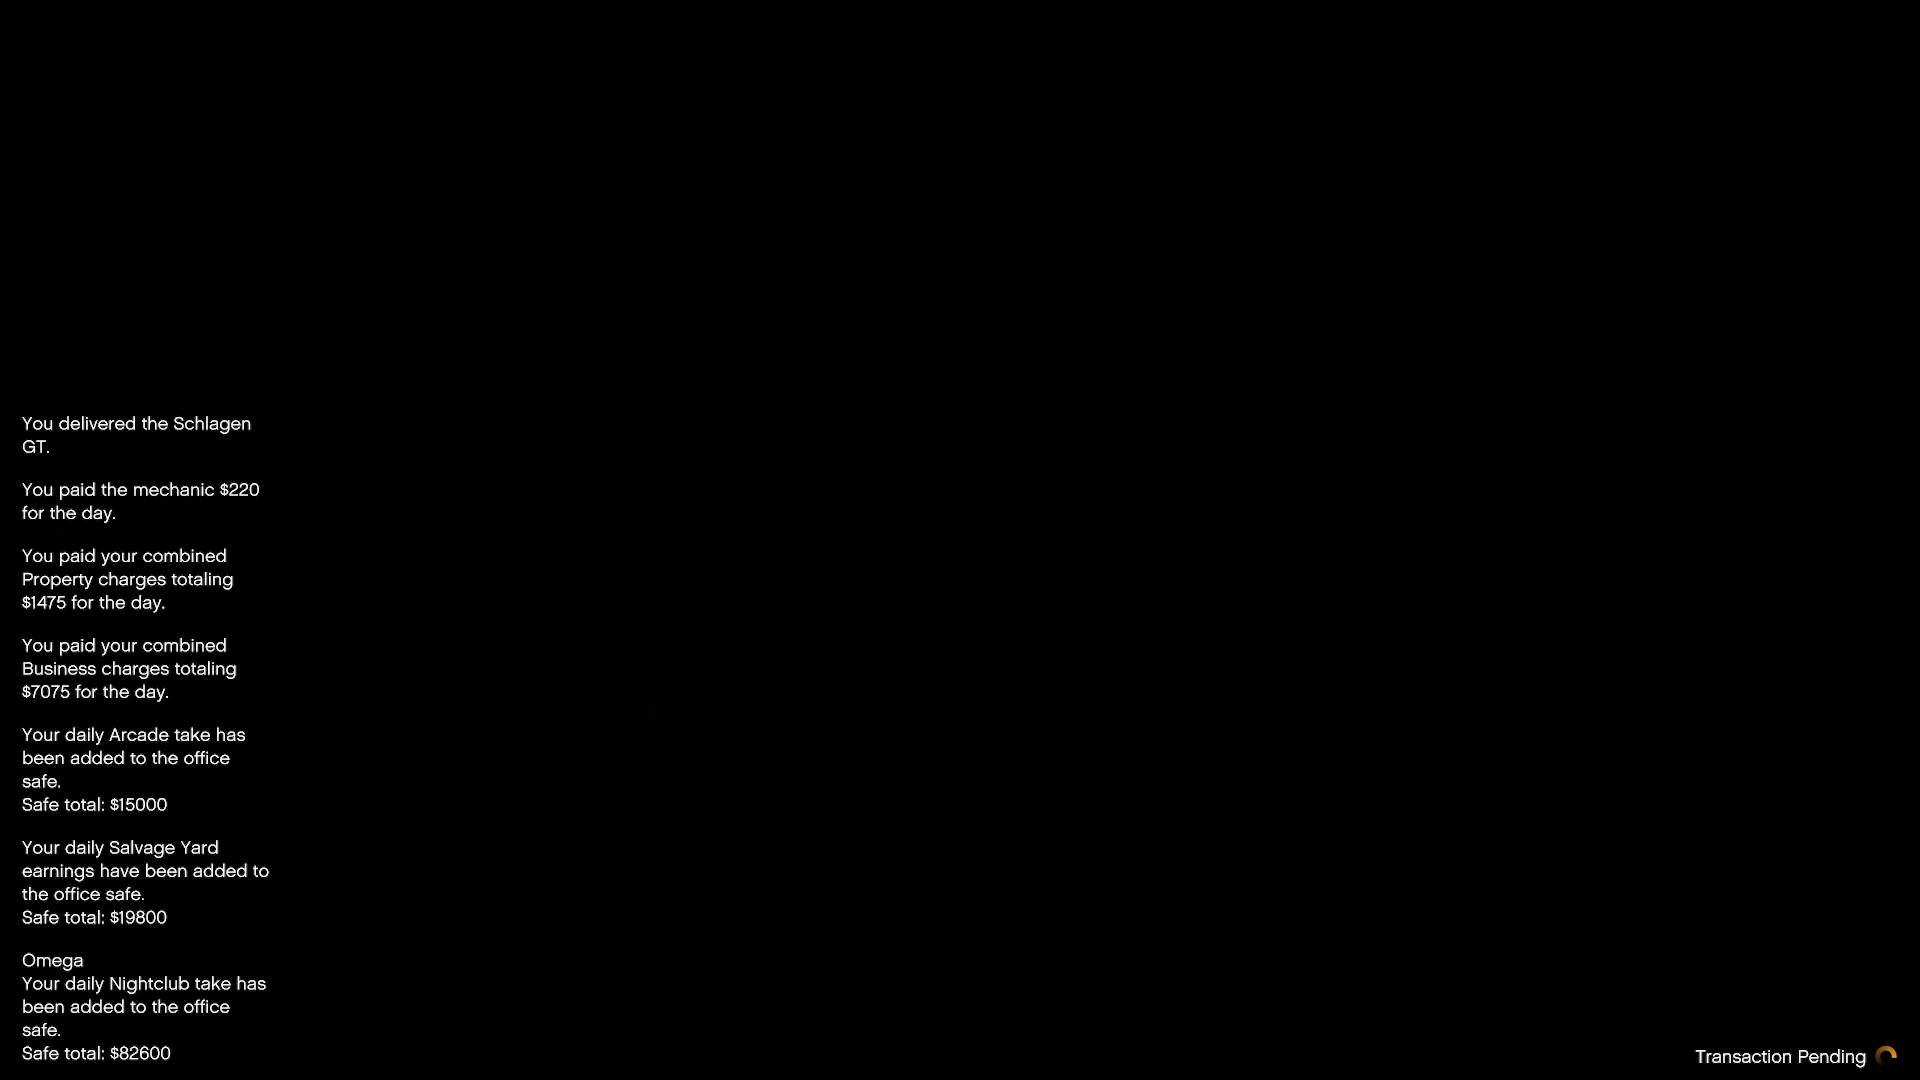 You delivered the Schlagen
GT.
You paid the mechanic $220
for the day.
You paid your combined
Property charges totaling
$1475 for the day.
You paid your combined
Business charges totaling
$7075 for the day.
Your daily Arcade take has
been added to the office
safe.
Safe total: $15000
Your daily Salvage Yard
earnings have been added to
the office safe.
Safe total: $19800
Omega
Your daily Nightclub take has
been added to the office
safe.
Safe total: $82600
Transaction Pending